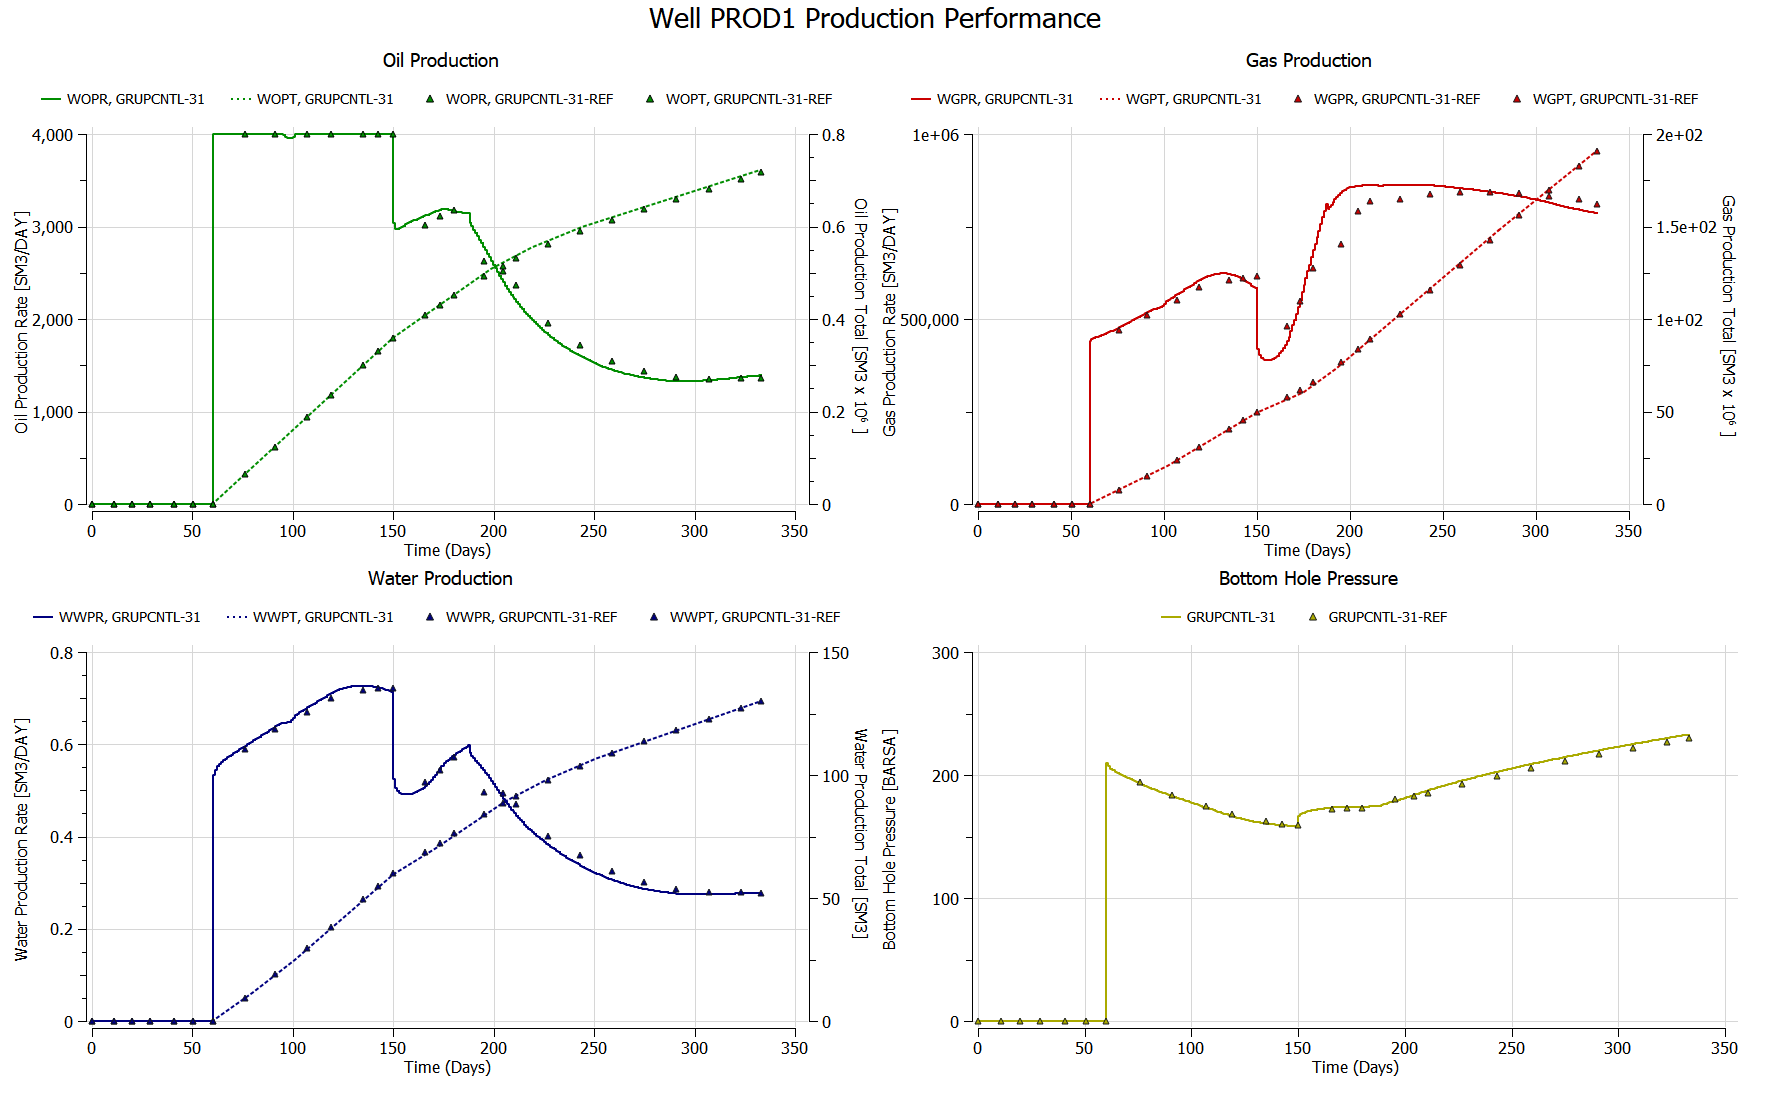 Well PROD1 Production Performance
Oil Production
WOPR, GRUPCNTL-31 WOPT, GRUPCNTL-31 WOPR, GRUPCNTL-31-REF WOPT, GRUPCNTL-31-REF
4,000
3,000
2,000
1,000
0
Oil Production Rate [SM3/DAY]
0.8
0.6
0.4
0.2
0
Oil Production Total [SM3 x 10⁶ ]
0 50 100 150 200 250 300 350
Time (Days)
Gas Production
WGPR, GRUPCNTL-31 WGPT, GRUPCNTL-31 WGPR, GRUPCNTL-31-REF WGPT, GRUPCNTL-31-REF
1e+06
500,000
0
Gas Production Rate [SM3/DAY]
2e+02
1.5e+02
1e+02
50
0
Gas Production Total [SM3 x 10⁶ ]
0 50 100 150 200 250 300 350
Time (Days)
Water Production
WWPR, GRUPCNTL-31 WWPT, GRUPCNTL-31 WWPR, GRUPCNTL-31-REF WWPT, GRUPCNTL-31-REF
0.8
0.6
0.4
0.2
0
Water Production Rate [SM3/DAY]
150
100
50
0
Water Production Total [SM3]
0 50 100 150 200 250 300 350
Time (Days)
Bottom Hole Pressure
GRUPCNTL-31 GRUPCNTL-31-REF
300
200
100
0
Bottom Hole Pressure [BARSA]
0 50 100 150 200 250 300 350
Time (Days)